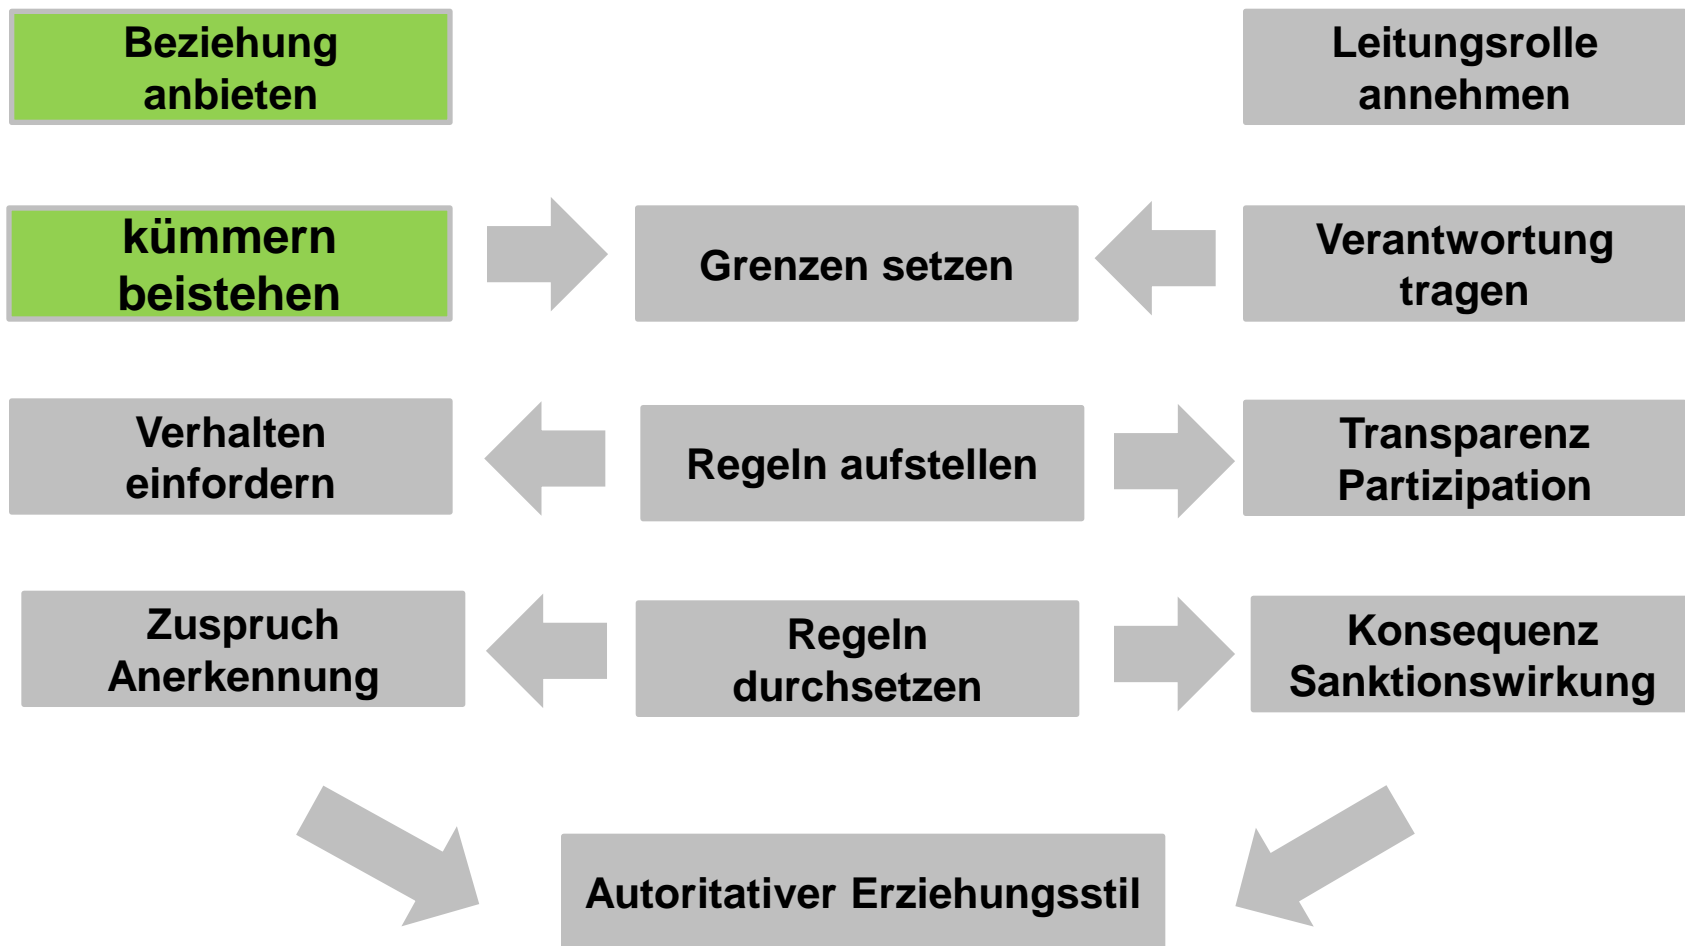 Beziehung
anbieten
Leitungsrolle
annehmen
kümmern
beistehen
Grenzen setzen
Verantwortung
tragen
Verhalten
einfordern
Regeln aufstellen
Transparenz
Partizipation
Zuspruch
Anerkennung
Regeln
durchsetzen
Konsequenz
Sanktionswirkung
Autoritativer Erziehungsstil